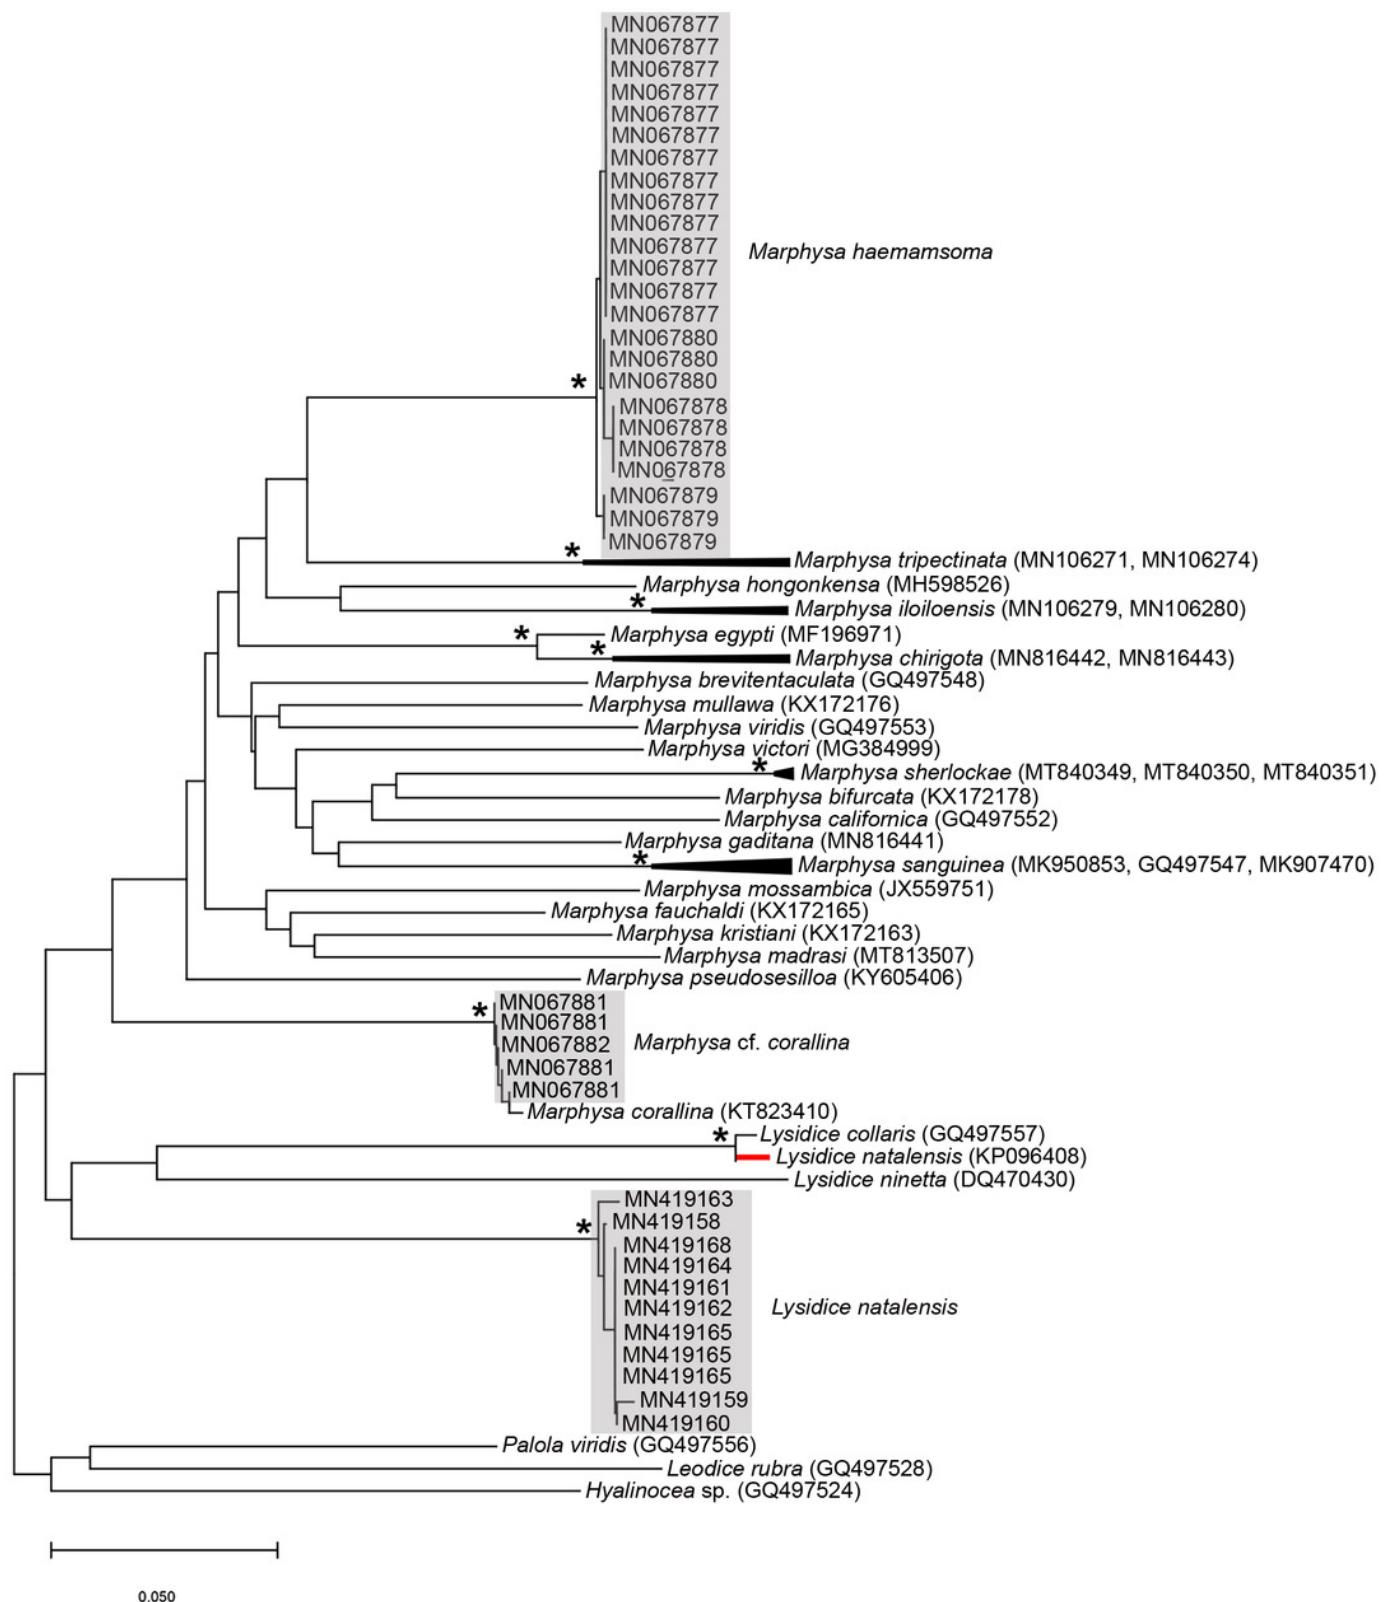 MN067877
MN067877
MN067877
MN067877
MN067877
MN067877
MN067877
MN067877
MN067877
MN067877
MN067877
Marphysa haemamsoma
MN067877
MN067877
MN067877
MN067880
MN067880
* MN067880
MN067878
MN067878
MN067878
MN067878
MN067879
MN067879
MN067879
* Marphysa tripectinata (MN106271, MN106274)
Marphysa hongonkensa (MH598526)
* Marphysa iloiloensis (MN106279, MN106280)
* Marphysa egypti (MF196971)
* Marphysa chirigota (MN816442, MN816443)
Marphysa brevitentaculata (GQ497548)
Marphysa mullawa (KX172176)
Marphysa viridis (GQ497553)
Marphysa victori (MG384999)
* Marphysa sherlockae (MT840349, MT840350, MT840351)
Marphysa bifurcata (KX172178)
Marphysa californica (GQ497552)
Marphysa gaditana (MN816441)
* Marphysa sanguinea (MK950853, GQ497547, MK907470)
Marphysa mossambica (JX559751)
Marphysa fauchaldi (KX172165)
Marphysa kristiani (KX172163)
Marphysa madrasi (MT813507)
Marphysa pseudosesilloa (KY605406)
* MN067881
MN067881
MN067882
Marphysa cf. corallina
MN067881
MN067881
Marphysa corallina (KT823410)
* Lysidice collaris (GQ497557)
Lysidice natalensis (KP096408)
Lysidice ninetta (DQ470430)
MN419163
* MN419158
MN419168
MN419164
MN419161
MN419162
Lysidice natalensis
MN419165
MN419165
MN419165
MN419159
MN419160
Palola viridis (GQ497556)
Leodice rubra (GQ497528)
Hyalinocea sp. (GQ497524)
0.050